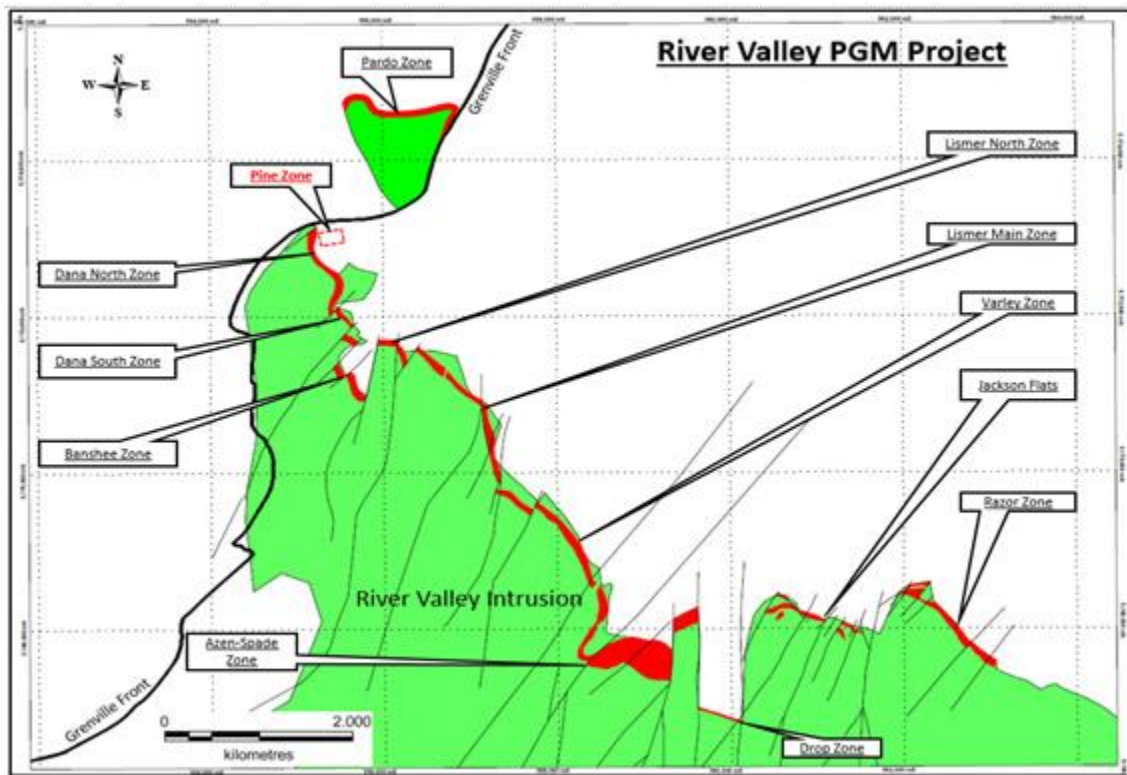 River Valley PGM Project
N
W E
S
Pardo Zone
Grenville Front
Lismer North Zone
Pine Zone
Lismer Main Zone
Dana North Zone
Varley Zone
Dana South Zone
Jackson Flats
Banshee Zone
Razor Zone
River Valley Intrusion
Azen-Spade
Zone
Grenville Front
0 2.000
kilometres
Drop Zone